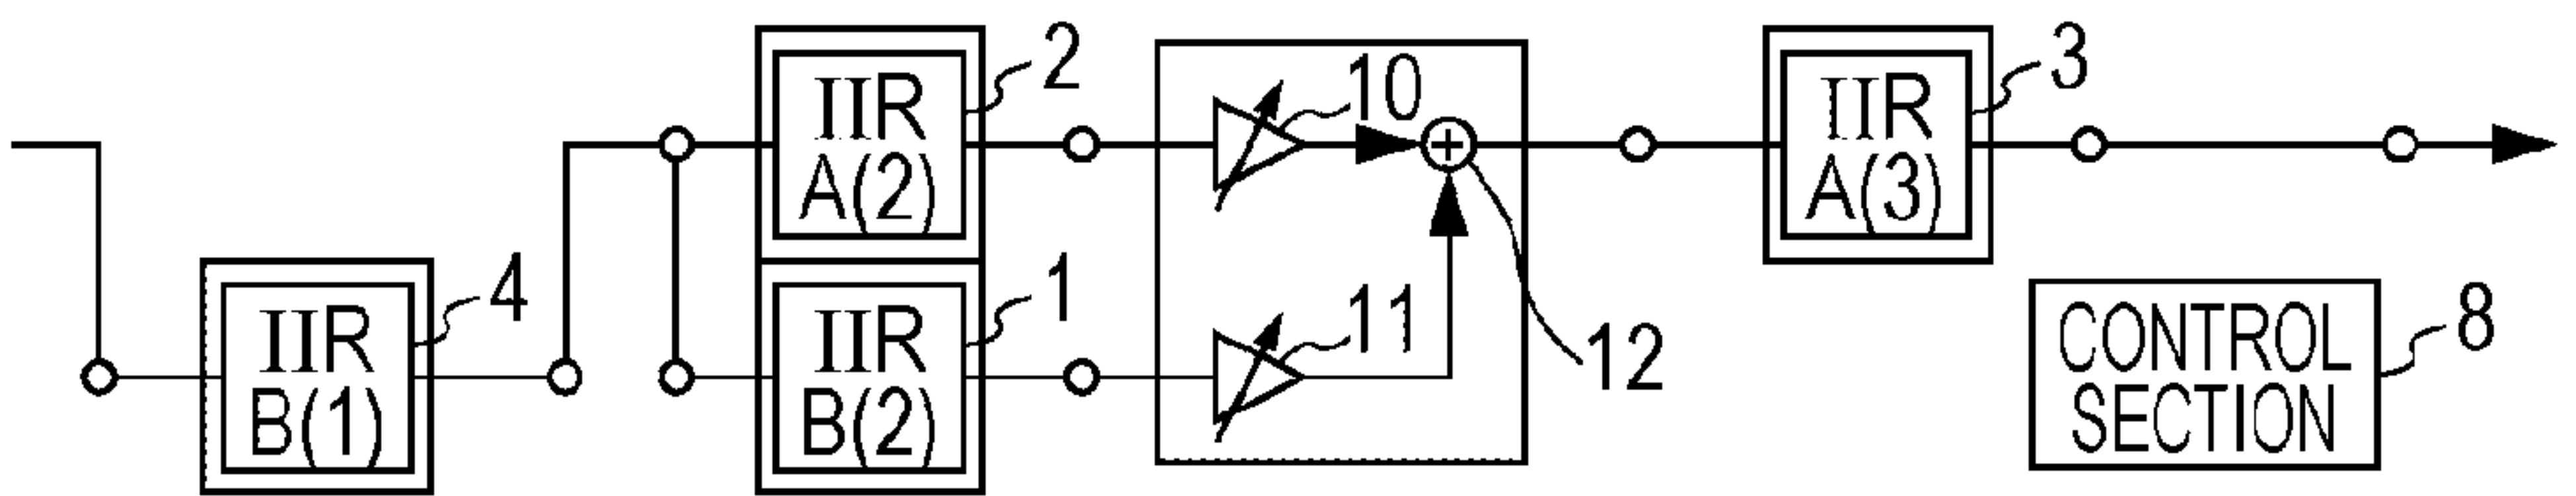 IIR
A(2)
2
10
IIR
A(3)
3
IIR
B(1)
4
IIR
B(2)
1
11
12
CONTROL
SECTION
8